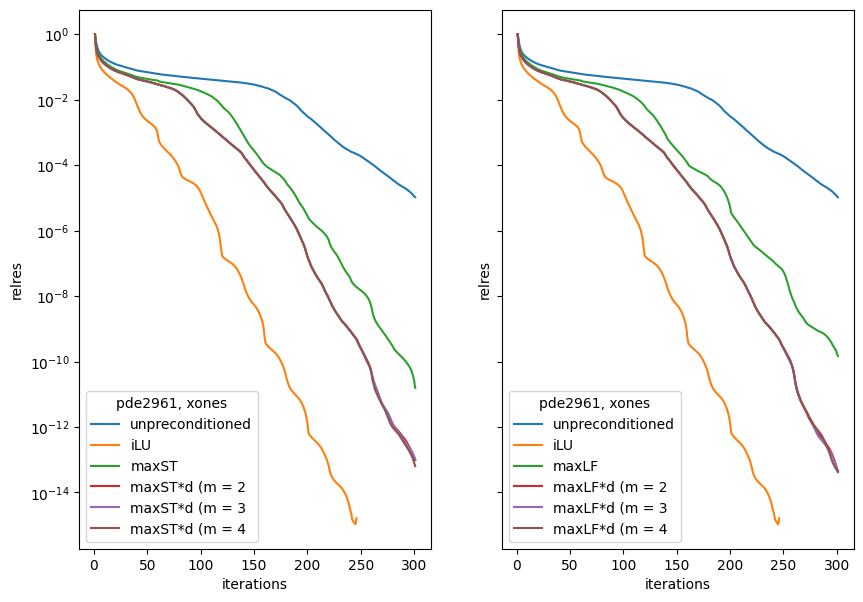 10^0
10^-2
10^-4
10^-6
10^-8
10^-10
10^-12
10^-14
relres
0 50 100 150 200 250 300
iterations
pde2961, xones
unpreconditioned
iLU
maxST
maxST*d (m = 2
maxST*d (m = 3
maxST*d (m = 4
relres
0 50 100 150 200 250 300
iterations
pde2961, xones
unpreconditioned
iLU
maxLF
maxLF*d (m = 2
maxLF*d (m = 3
maxLF*d (m = 4